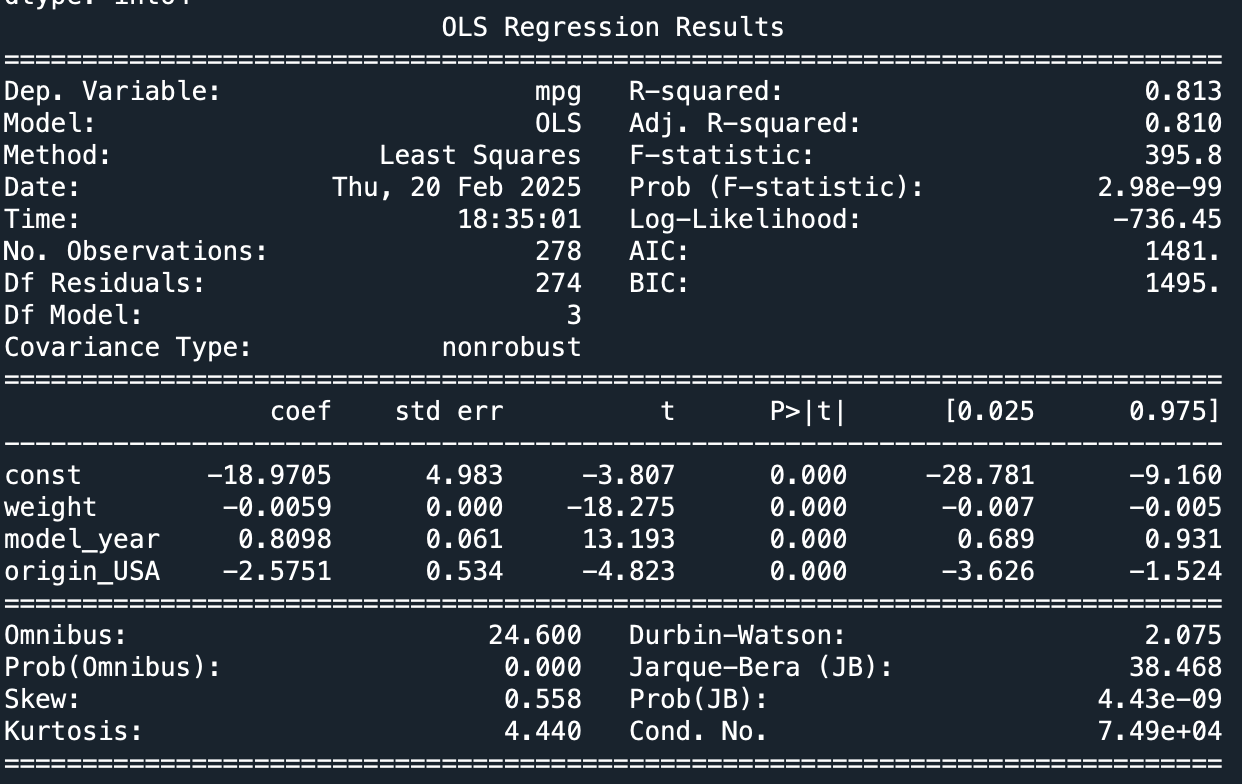 dtype: int64
OLS Regression Results
==============================================================================
Dep. Variable:                    mpg   R-squared:                       0.813
Model:                            OLS   Adj. R-squared:                  0.810
Method:                 Least Squares   F-statistic:                     395.8
Date:                Thu, 20 Feb 2025   Prob (F-statistic):           2.98e-99
Time:                        18:35:01   Log-Likelihood:                -736.45
No. Observations:                 278   AIC:                             1481.
Df Residuals:                     274   BIC:                             1495.
Df Model:                           3
Covariance Type:            nonrobust
==============================================================================
                 coef    std err          t      P>|t|      [0.025      0.975]
------------------------------------------------------------------------------
const        -18.9705      4.983     -3.807      0.000     -28.781      -9.160
weight        -0.0059      0.000    -18.275      0.000      -0.007      -0.005
model_year     0.8098      0.061     13.193      0.000       0.689       0.931
origin_USA    -2.5751      0.534     -4.823      0.000      -3.626      -1.524
==============================================================================
Omnibus:                       24.600   Durbin-Watson:                   2.075
Prob(Omnibus):                  0.000   Jarque-Bera (JB):               38.468
Skew:                           0.558   Prob(JB):                     4.43e-09
Kurtosis:                       4.440   Cond. No.                     7.49e+04
==============================================================================